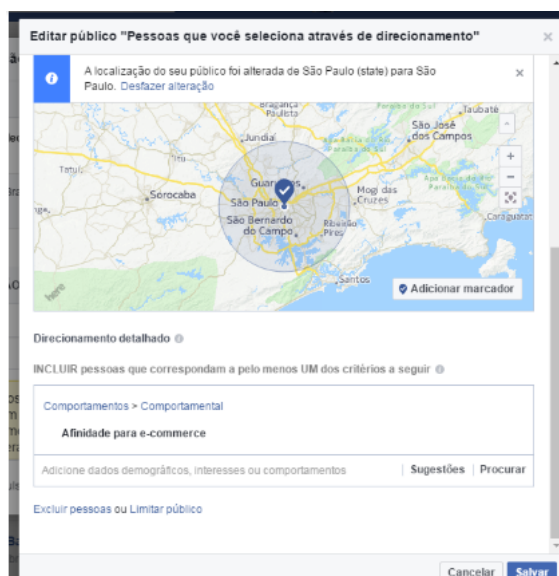 Editar público "Pessoas que você seleciona através de direcionamento"
A localização do seu público foi alterada de São Paulo (state) para São
Paulo. Desfazer alteração
Bragança
Paulista
Taubaté
São José
dos Campos
Jundiaí
Itu
Tatuí
Sorocaba
Mogi das
Cruzes
São Paulo
São Bernardo
do Campo
Ribeirão
Pires
Caraguatat
Santos
here
Adicionar marcador
Direcionamento detalhado
INCLUIR pessoas que correspondam a pelo menos UM dos critérios a seguir
Comportamentos > Comportamental
Afinidade para e-commerce
Adicione dados demográficos, interesses ou comportamentos | Sugestões | Procurar
Excluir pessoas ou Limitar público
Cancelar Salvar